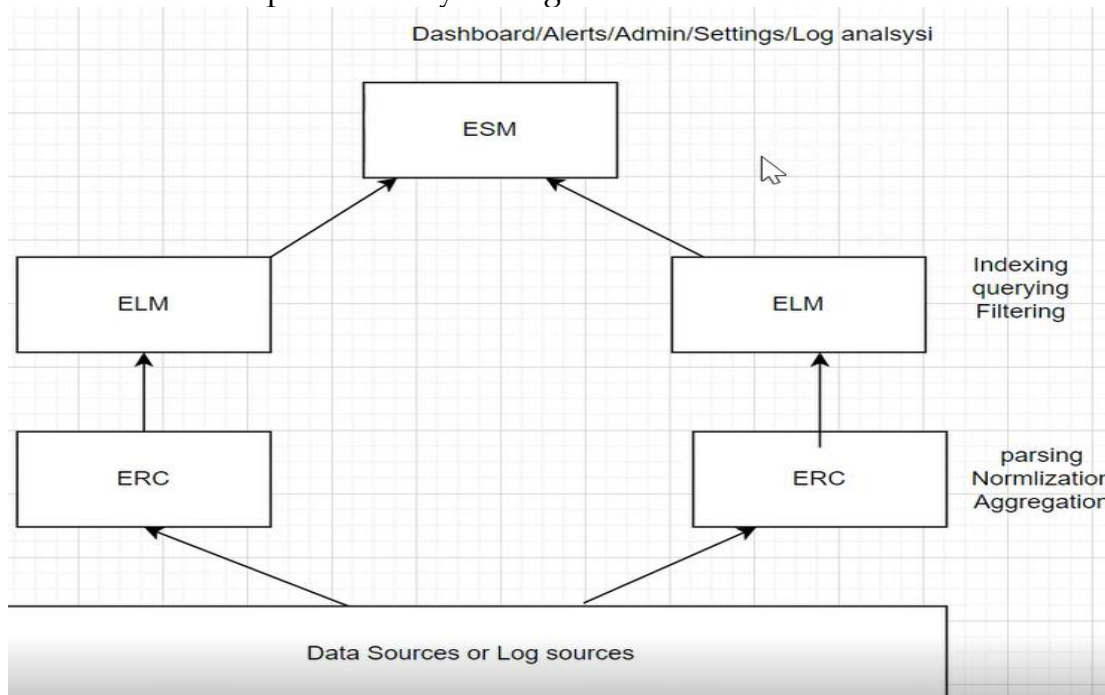 Dashboard/Alerts/Admin/Settings/Log analsysi
ESM
ELM
ELM
Indexing
querying
Filtering
ERC
ERC
parsing
Normlization
Aggregation
Data Sources or Log sources